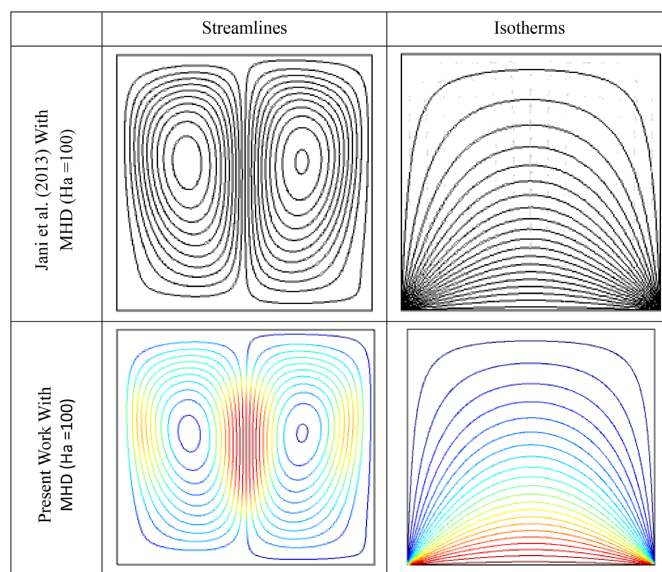 Streamlines
Isotherms
Jani et al. (2013) With
MHD (Ha =100)
Present Work With
MHD (Ha =100)